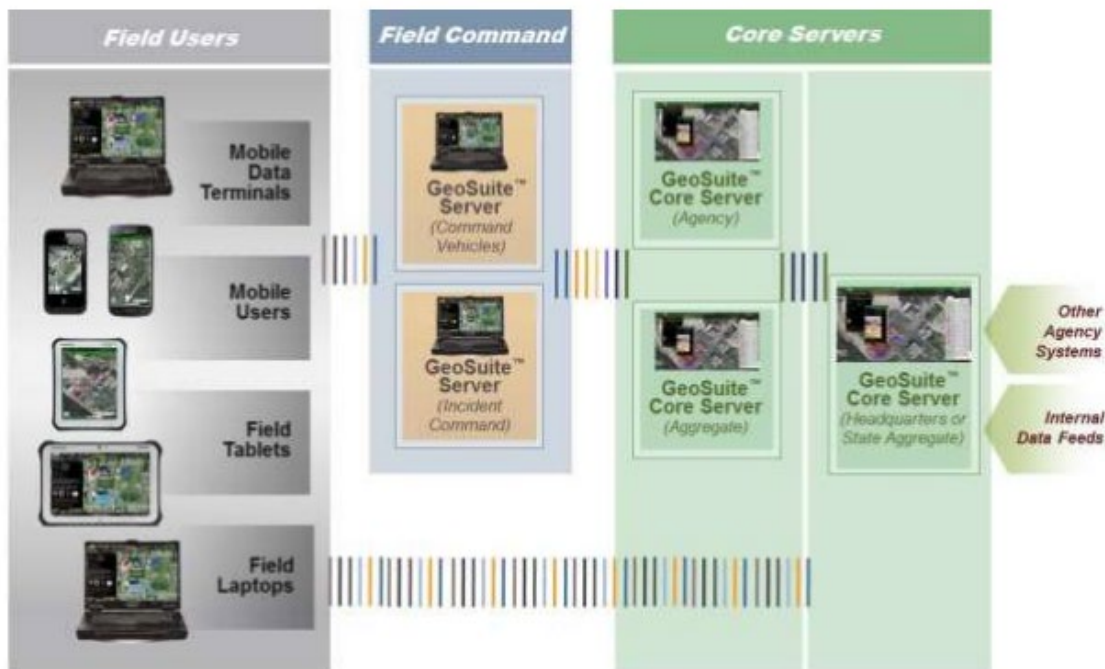 Field Users
Field Command
Core Servers
Mobile
Data
Terminals
Mobile
Users
Field
Tablets
Field
Laptops
GeoSuite™
Server
(Command
Vehicles)
GeoSuite™
Server
(Incident
Command)
GeoSuite™
Core Server
(Agency)
GeoSuite™
Core Server
(Aggregate)
GeoSuite™
Core Server
(Headquarters or
State Aggregate)
Other
Agency
Systems
Internal
Data Feeds